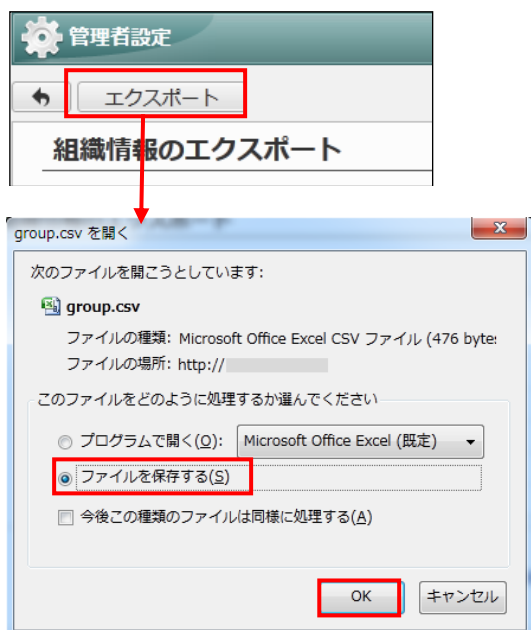 管理者設定
エクスポート
組織情報のエクスポート
group.csv を開く
次のファイルを開こうとしています:
group.csv
ファイルの種類: Microsoft Office Excel CSV ファイル (476 bytes
ファイルの場所: http://
このファイルをどのように処理するか選んでください
プログラムで開く(O): Microsoft Office Excel (既定)
ファイルを保存する(S)
今後この種類のファイルは同様に処理する(A)
OK キャンセル